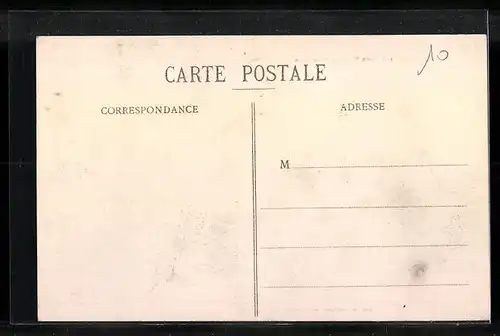 10
CARTE POSTALE
CORRESPONDANCE
ADRESSE
M